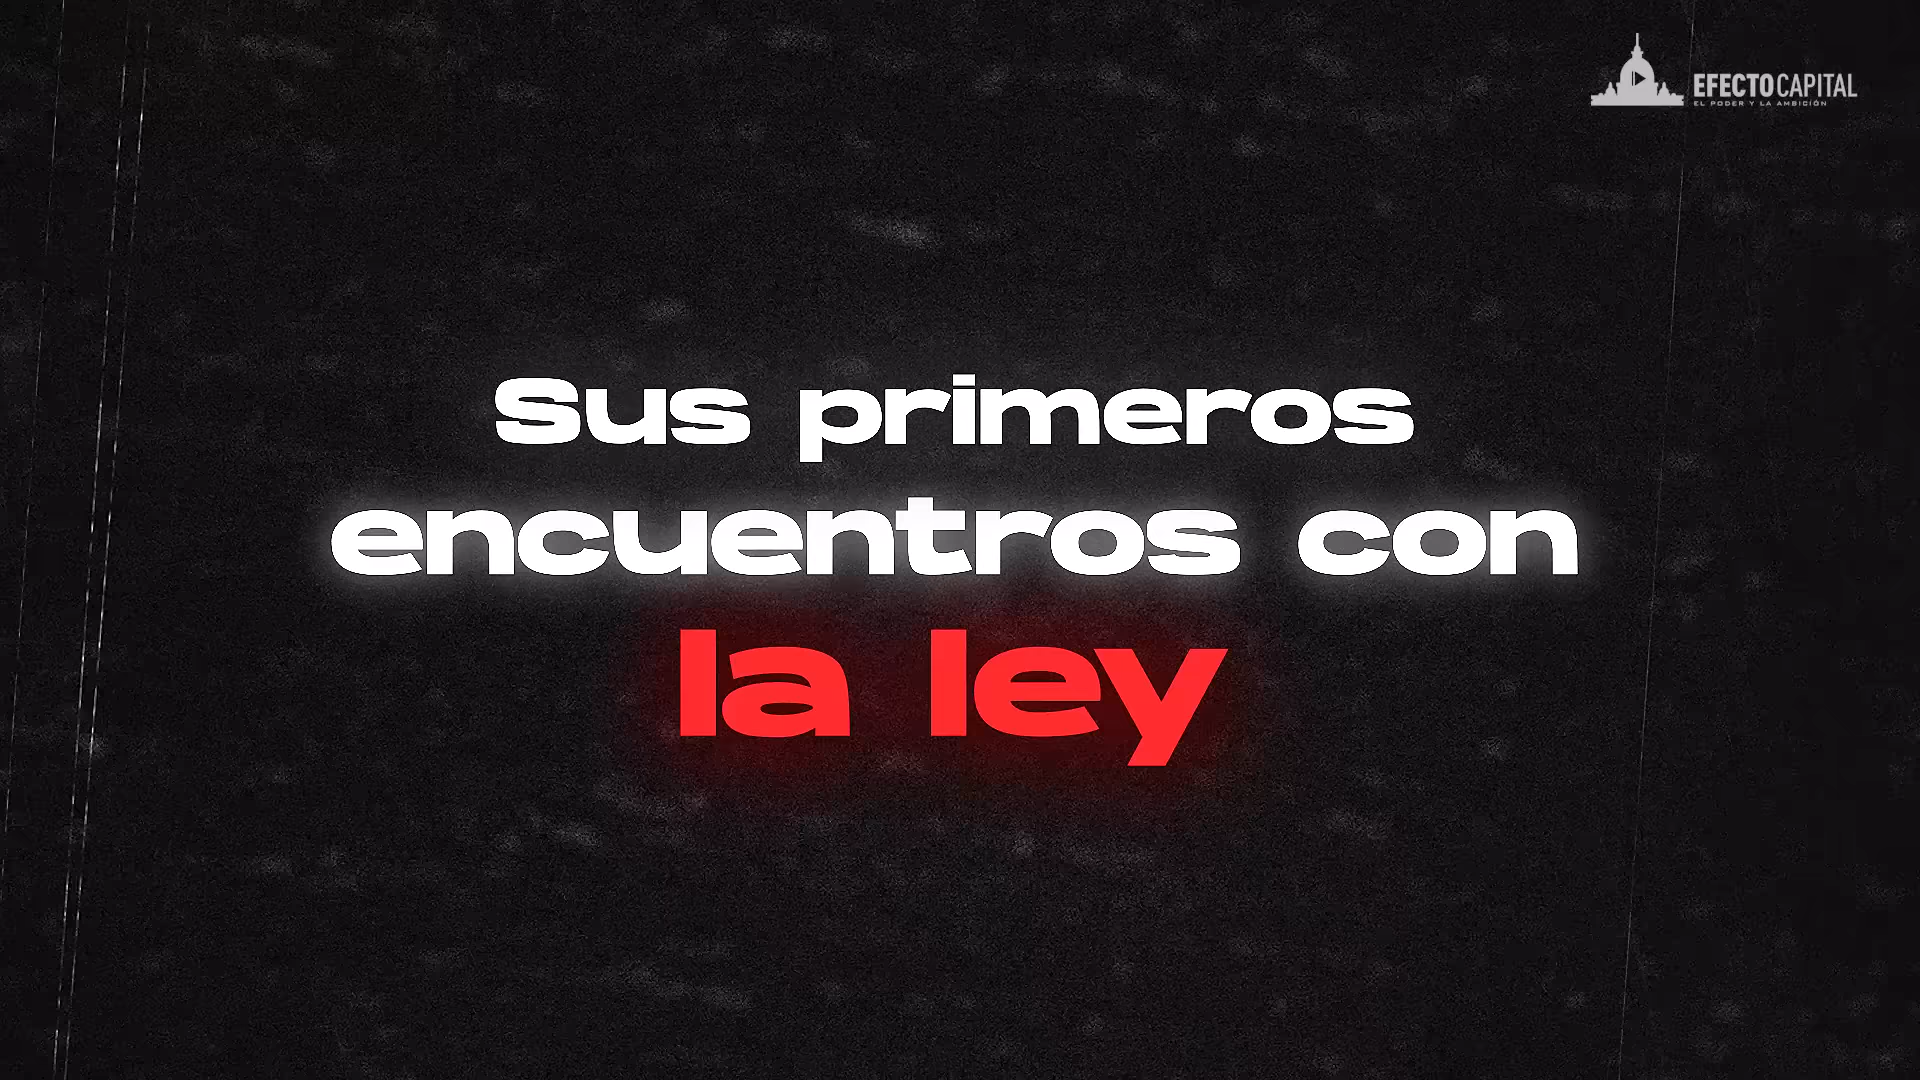 EFECTOCAPITAL
EL PODER Y LA AMBICIÓN
Sus primeros
encuentros con
la ley